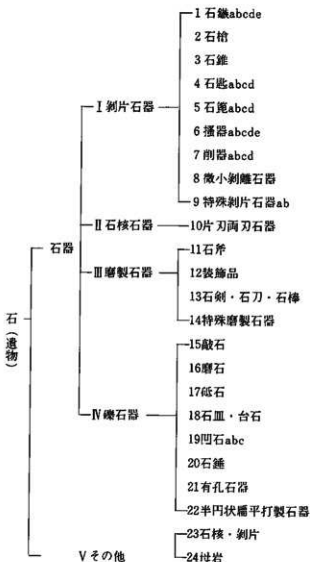 1 石鏃abcde
2 石槍
3 石錐
4 石匙abcd
Ⅰ 剥片石器
5 石箆abcd
6 掻器abcde
7 削器abcd
8 微小剥離石器
9 特殊剥片石器ab
Ⅱ 石核石器
10片刃両刃石器
石器
11石斧
Ⅲ 磨製石器
12装飾品
13石剣・石刀・石棒
石(遺物)
14特殊磨製石器
15敲石
16磨石
17砥石
Ⅳ 礫石器
18石皿・台石
19凹石abc
20石錘
21有孔石器
22半円状扁平打製石器
23石核・剥片
Ⅴ その他
24母岩